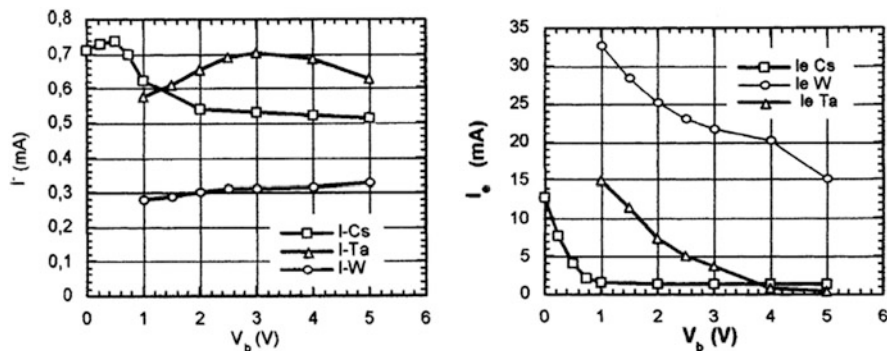 0,8
0,7
0,6
0,5
0,4
0,3
0,2
0,1
0
I⁻ (mA)
I-Cs
I-Ta
I-W
0 1 2 3 4 5 6
V_b (V)
35
30
25
20
15
10
5
0
I_e (mA)
Ie Cs
Ie W
Ie Ta
0 1 2 3 4 5 6
V_b (V)